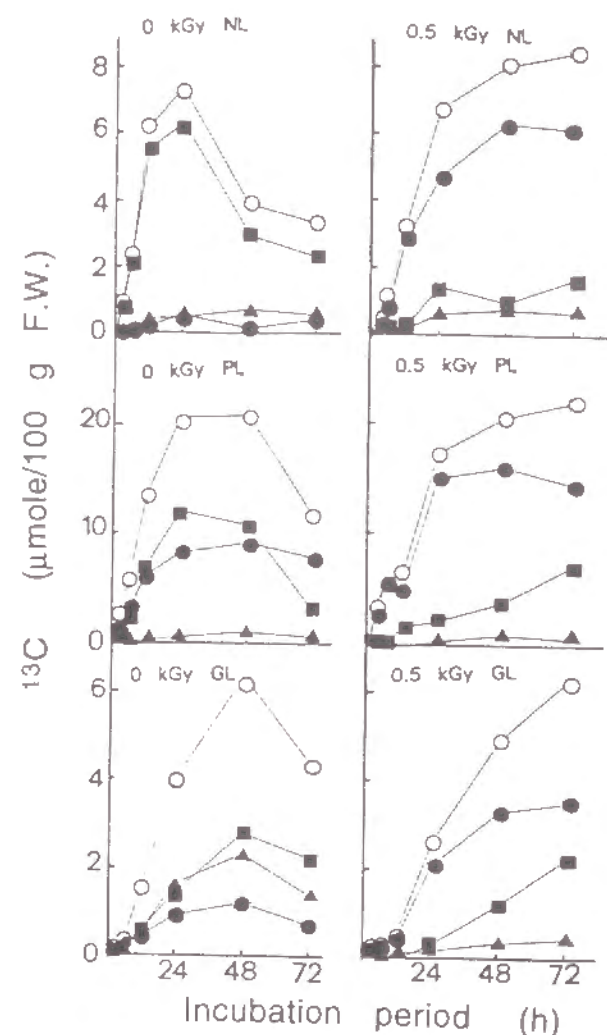 0 kGy NL
0.5 kGy NL
8
6
4
2
0
0 kGy PL
0.5 kGy PL
20
10
0
0 kGy GL
0.5 kGy GL
6
4
2
0
24 48 72
24 48 72
¹³C (μmole/100 g F.W.)
Incubation period (h)